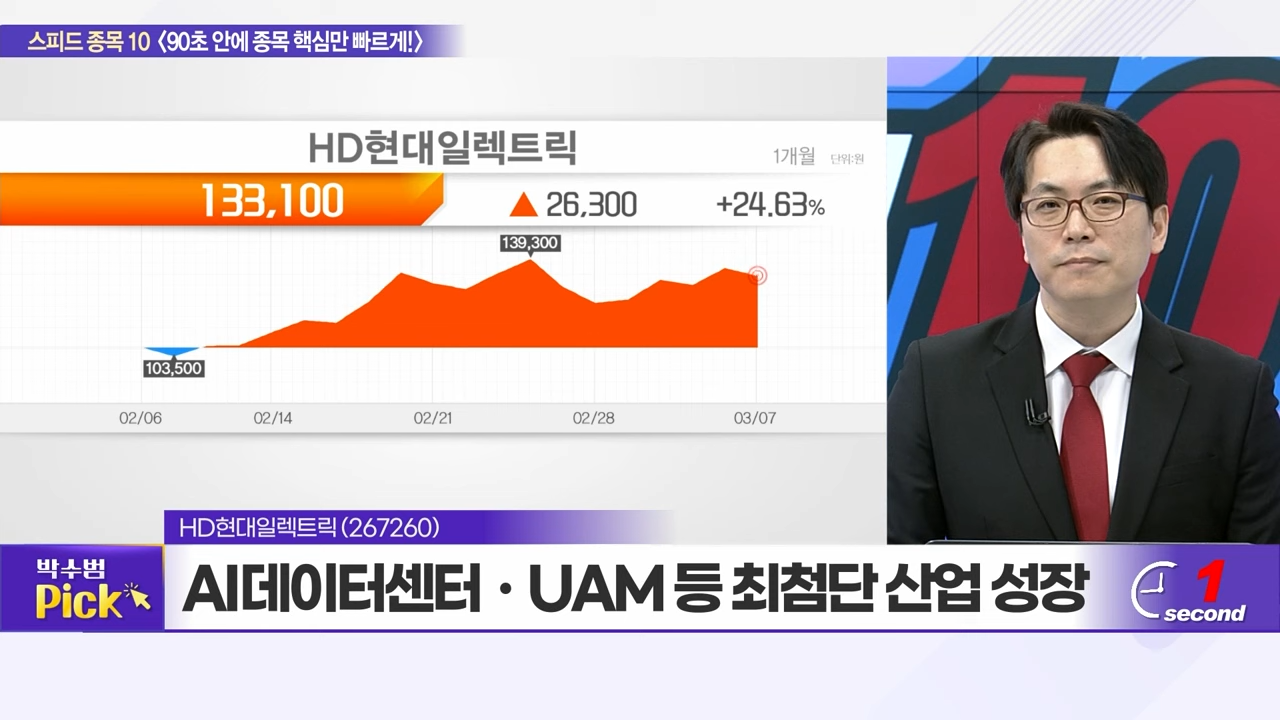 스피드 종목 10 <90초 안에 종목 핵심만 빠르게!>
HD현대일렉트릭
1개월 단위:원
133,100 ▲ 26,300 +24.63%
139,300
103,500
02/06 02/14 02/21 02/28 03/07
HD현대일렉트릭(267260)
박수범
Pick
AI데이터센터·UAM 등 최첨단 산업 성장
1
second
10